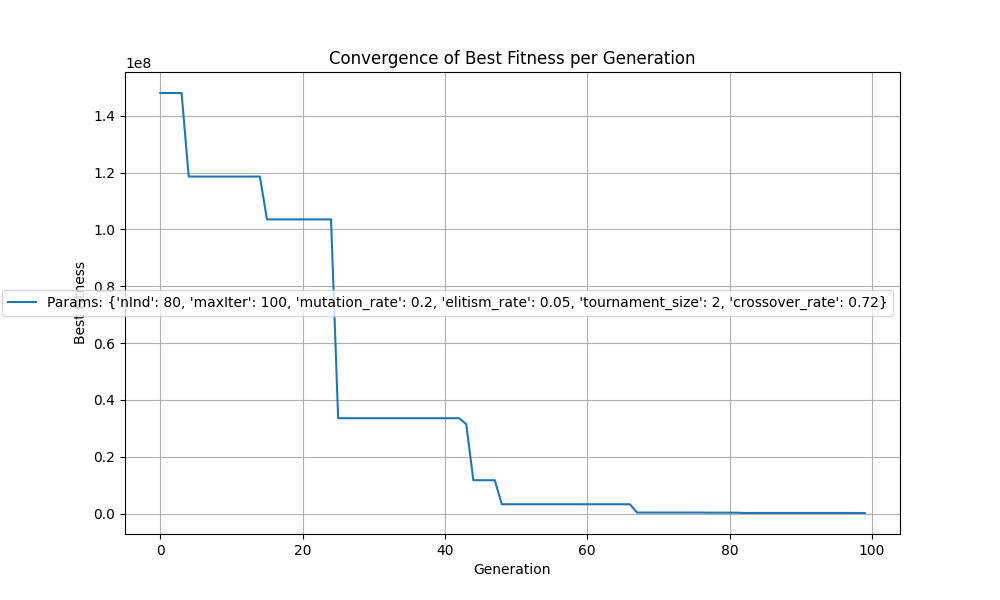 Convergence of Best Fitness per Generation
1e8
1.4
1.2
1.0
0.8
Params: {'nInd': 80, 'maxIter': 100, 'mutation_rate': 0.2, 'elitism_rate': 0.05, 'tournament_size': 2, 'crossover_rate': 0.72}
Best Fitness
0.6
0.4
0.2
0.0
0 20 40 60 80 100
Generation